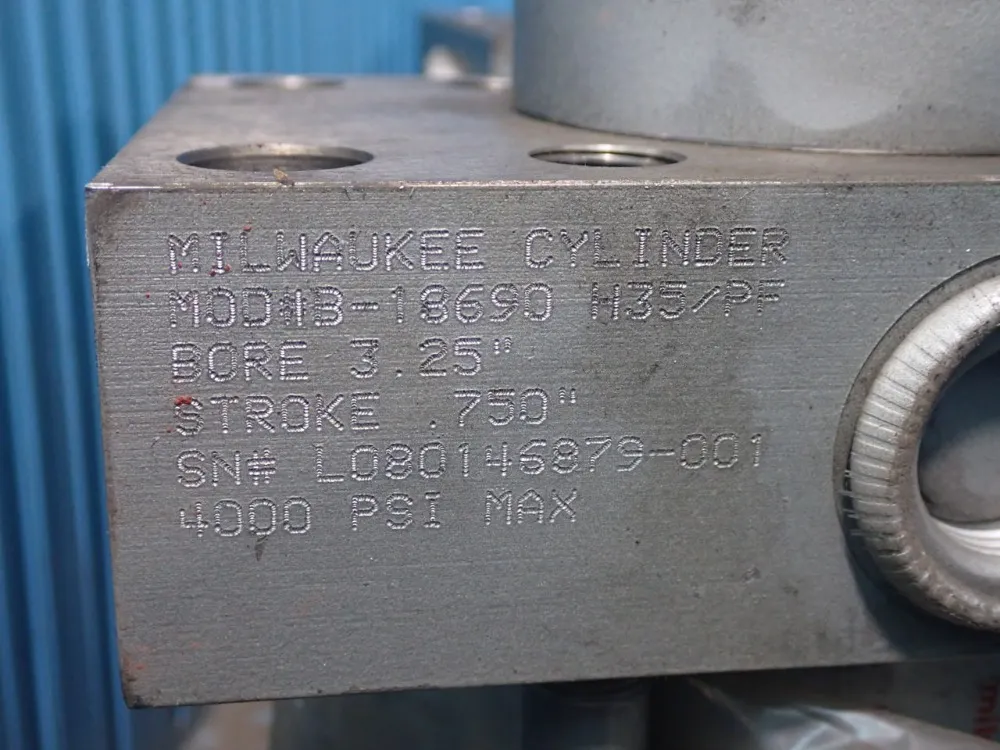 MILWAUKEE CYLINDER
MOD#B-18690 H35/PF
BORE 3.25"
STROKE .750"
SN# L080146879-001
4000 PSI MAX